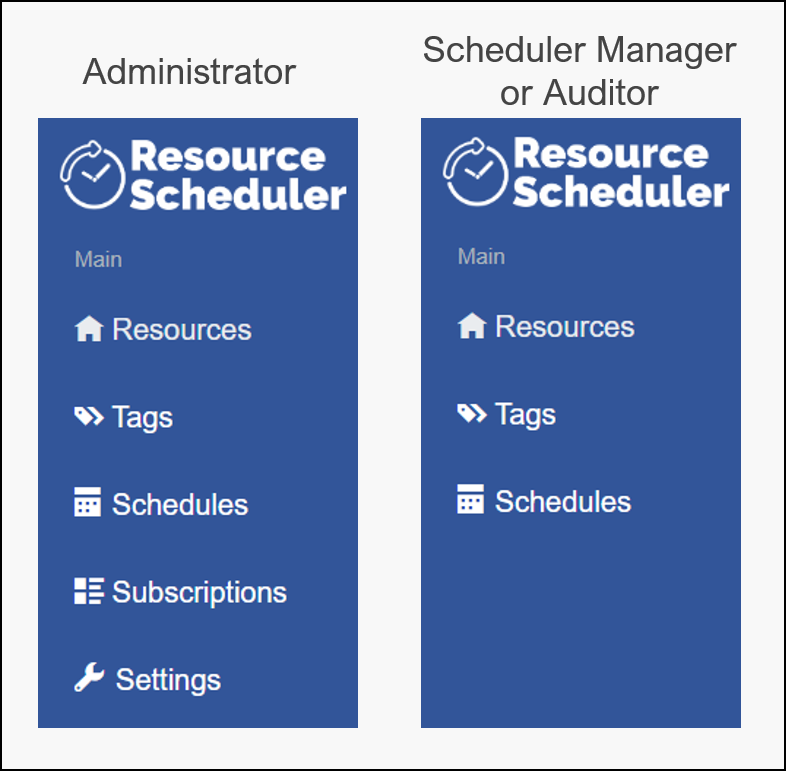 Administrator
Resource
Scheduler
Main
Resources
Tags
Schedules
Subscriptions
Settings
Scheduler Manager
or Auditor
Resource
Scheduler
Main
Resources
Tags
Schedules